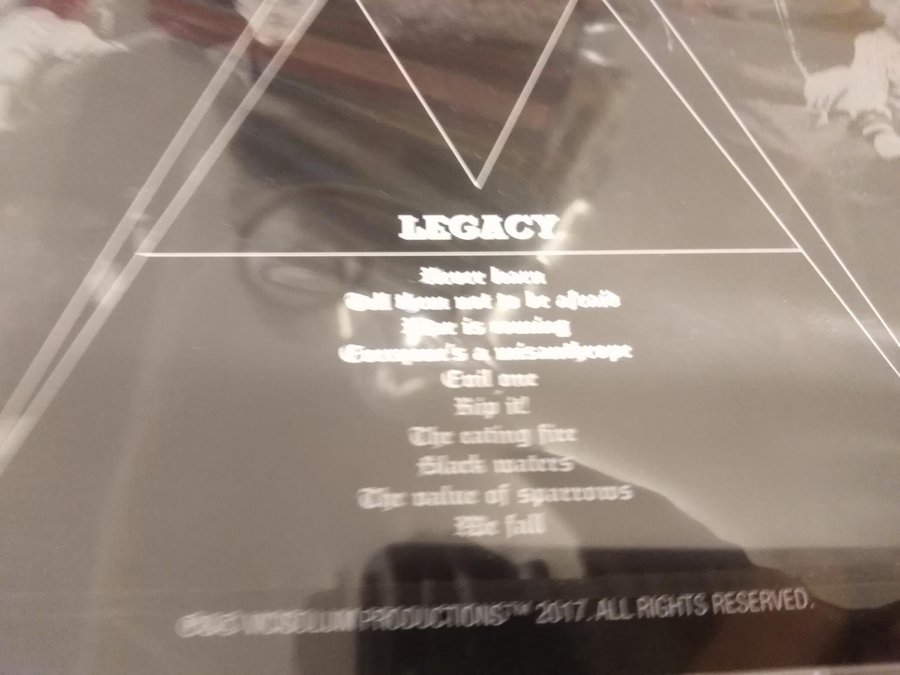 LEGACY
Never born
Tell them not to be afraid
is coming
Everyone's a misanthrope
Evil one
Rip it!
The eating fire
Black waters
The value of sparrows
We fall
PRODUCTIONS™ 2017. ALL RIGHTS RESERVED.